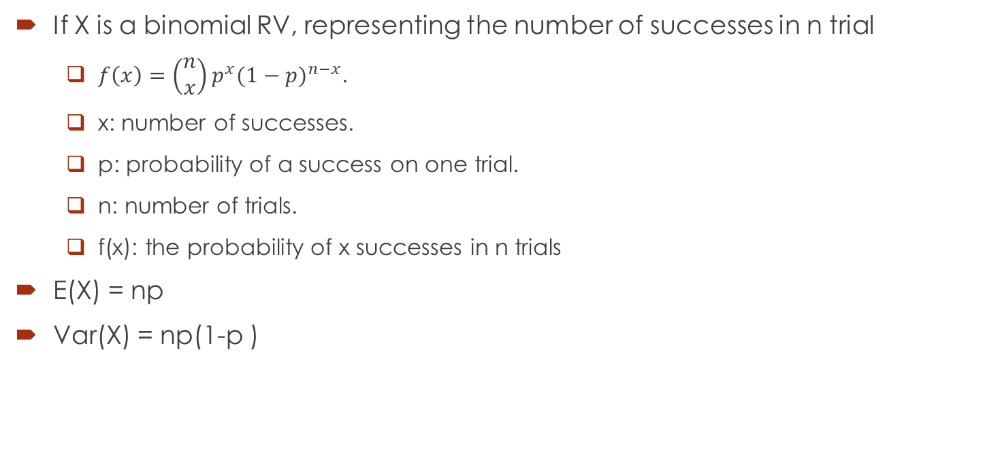 If X is a binomial RV, representing the number of successes in n trial
f(x) = (n x) p^x (1 − p)^{n−x}.
x: number of successes.
p: probability of a success on one trial.
n: number of trials.
f(x): the probability of x successes in n trials
E(X) = np
Var(X) = np(1-p )